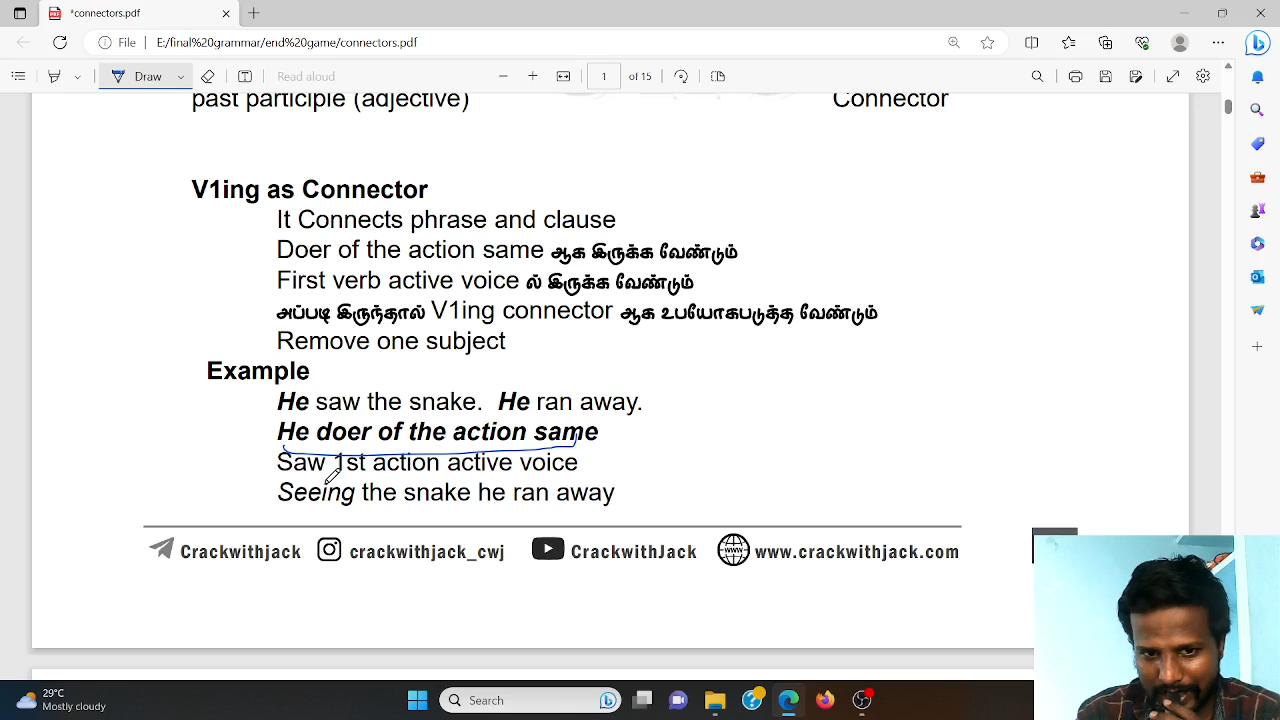 *connectors.pdf
File E:/final%20grammar/end%20game/connectors.pdf
Draw Read aloud 1 of 15
past participle (adjective) Connector
V1ing as Connector
It Connects phrase and clause
Doer of the action same ஆக இருக்க வேண்டும்
First verb active voice ல் இருக்க வேண்டும்
அப்படி இருந்தால் V1ing connector ஆக உபயோகபடுத்த வேண்டும்
Remove one subject
Example
He saw the snake. He ran away.
He doer of the action same
Saw 1st action active voice
Seeing the snake he ran away
Crackwithjack crackwithjack_cwj CrackwithJack www.crackwithjack.com
29°C
Mostly cloudy
Search